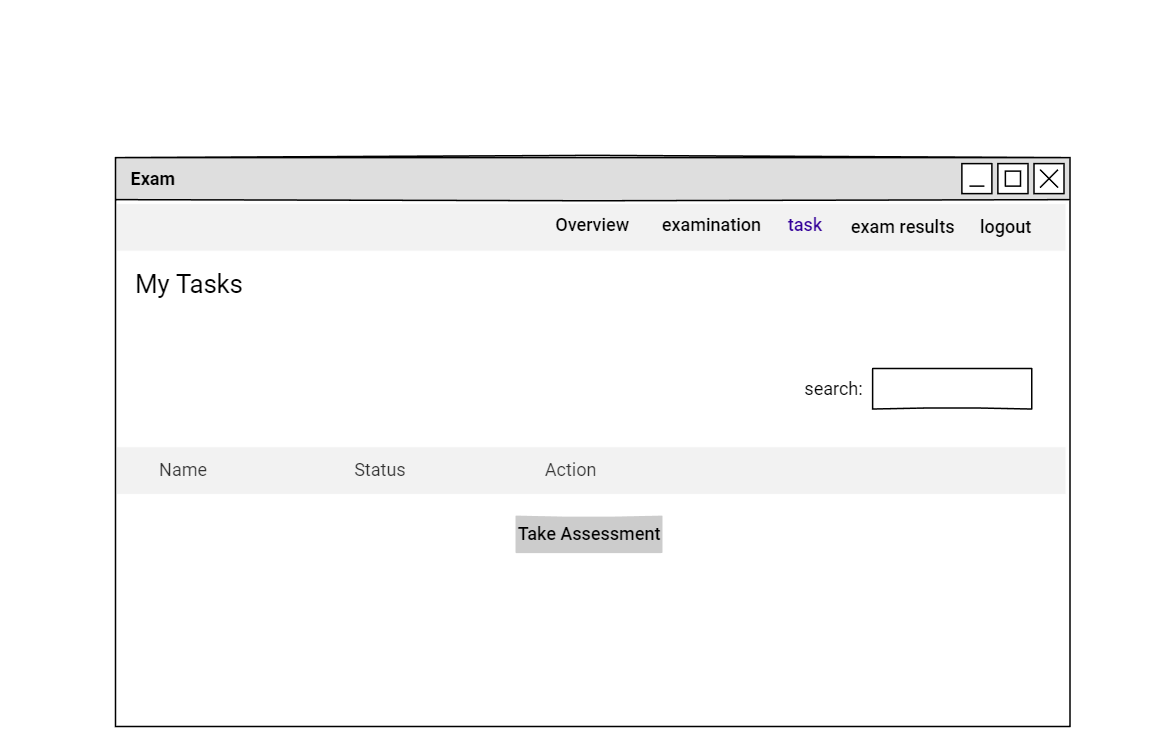 Exam
Overview examination task exam results logout
My Tasks
search:
Name Status Action
Take Assessment